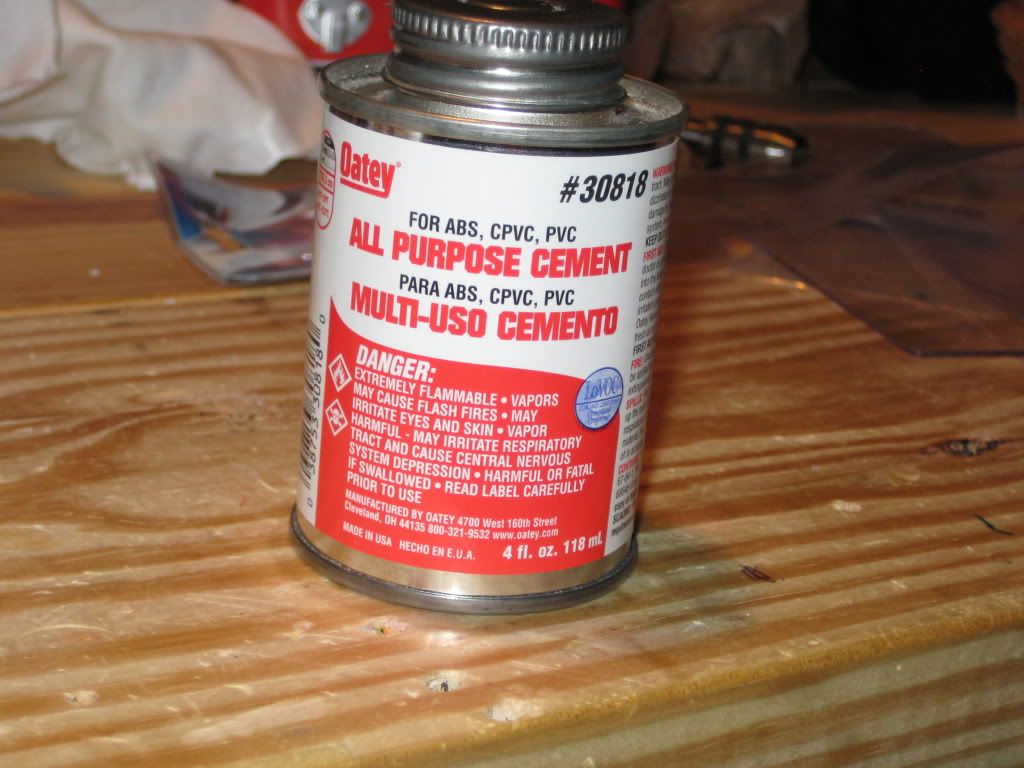 Oatey®
#30818
FOR ABS, CPVC, PVC
ALL PURPOSE CEMENT
PARA ABS, CPVC, PVC
MULTI-USO CEMENTO
DANGER:
EXTREMELY FLAMMABLE • VAPORS
MAY CAUSE FLASH FIRES • MAY
IRRITATE EYES AND SKIN • VAPOR
HARMFUL - MAY IRRITATE RESPIRATORY
TRACT AND CAUSE CENTRAL NERVOUS
SYSTEM DEPRESSION • HARMFUL OR FATAL
IF SWALLOWED • READ LABEL CAREFULLY
PRIOR TO USE
MANUFACTURED BY OATEY 4700 West 160th Street
Cleveland, OH 44135 800-321-9532 www.oatey.com
MADE IN USA HECHO EN E.U.A.
4 fl. oz. 118 mL
LoVOC
WARNING
KEEP OUT
FIRE